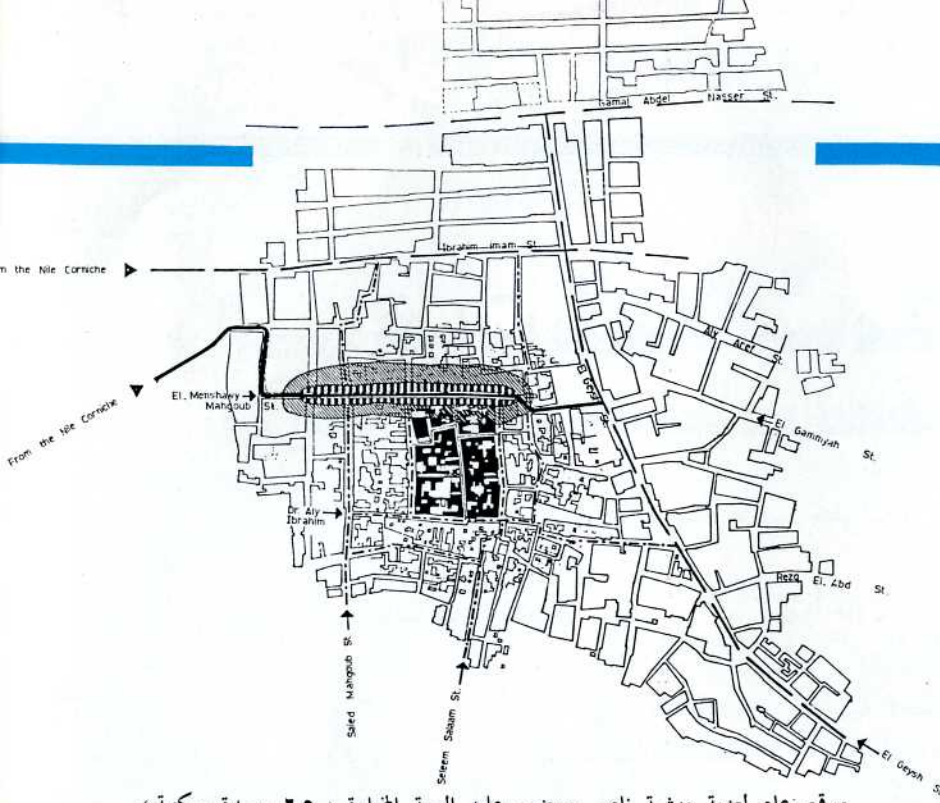 Gamal Abdel Nasser St.
Ibrahim Imam St.
m the Nile Corniche
Aly Aref St.
El. Menshawy
Mahgoub St.
From the Nile Corniche
El Gammiyah St.
Dr. Aly
Ibrahim
Rezq El. Abd St.
Saied Mahgoub St.
Seleem Salaam St.
El Geysh St.